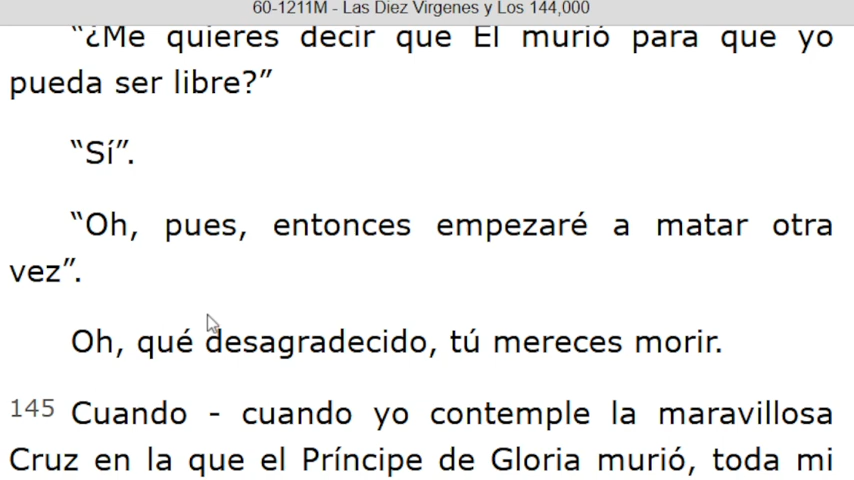 60-1211M - Las Diez Virgenes y Los 144,000
“¿Me quieres decir que El murió para que yo
pueda ser libre?”
“Sí”.
“Oh, pues, entonces empezaré a matar otra
vez”.
Oh, qué desagradecido, tú mereces morir.
145 Cuando - cuando yo contemple la maravillosa
Cruz en la que el Príncipe de Gloria murió, toda mi